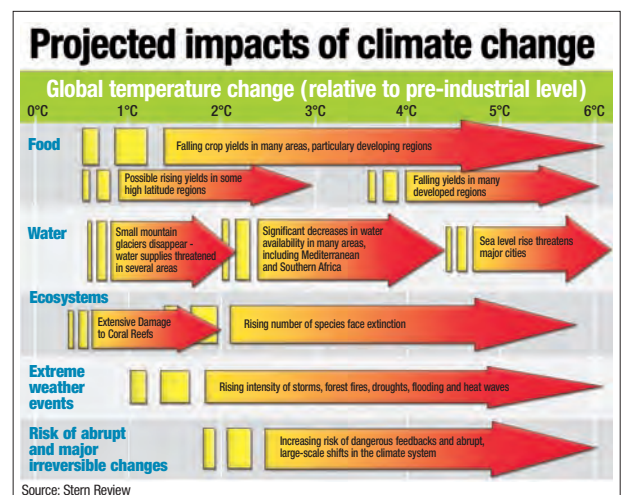 Projected impacts of climate change
Global temperature change (relative to pre-industrial level)
0°C 1°C 2°C 3°C 4°C 5°C 6°C
Food
Falling crop yields in many areas, particulary developing regions
Possible rising yields in some
high latitude regions
Falling yields in many
developed regions
Water
Small mountain
glaciers disappear -
water supplies threatened
in several areas
Significant decreases in water
availability in many areas,
including Mediterranean
and Southern Africa
Sea level rise threatens
major cities
Ecosystems
Extensive Damage
to Coral Reefs
Rising number of species face extinction
Extreme
weather
events
Rising intensity of storms, forest fires, droughts, flooding and heat waves
Risk of abrupt
and major
irreversible changes
Increasing risk of dangerous feedbacks and abrupt,
large-scale shifts in the climate system
Source: Stern Review